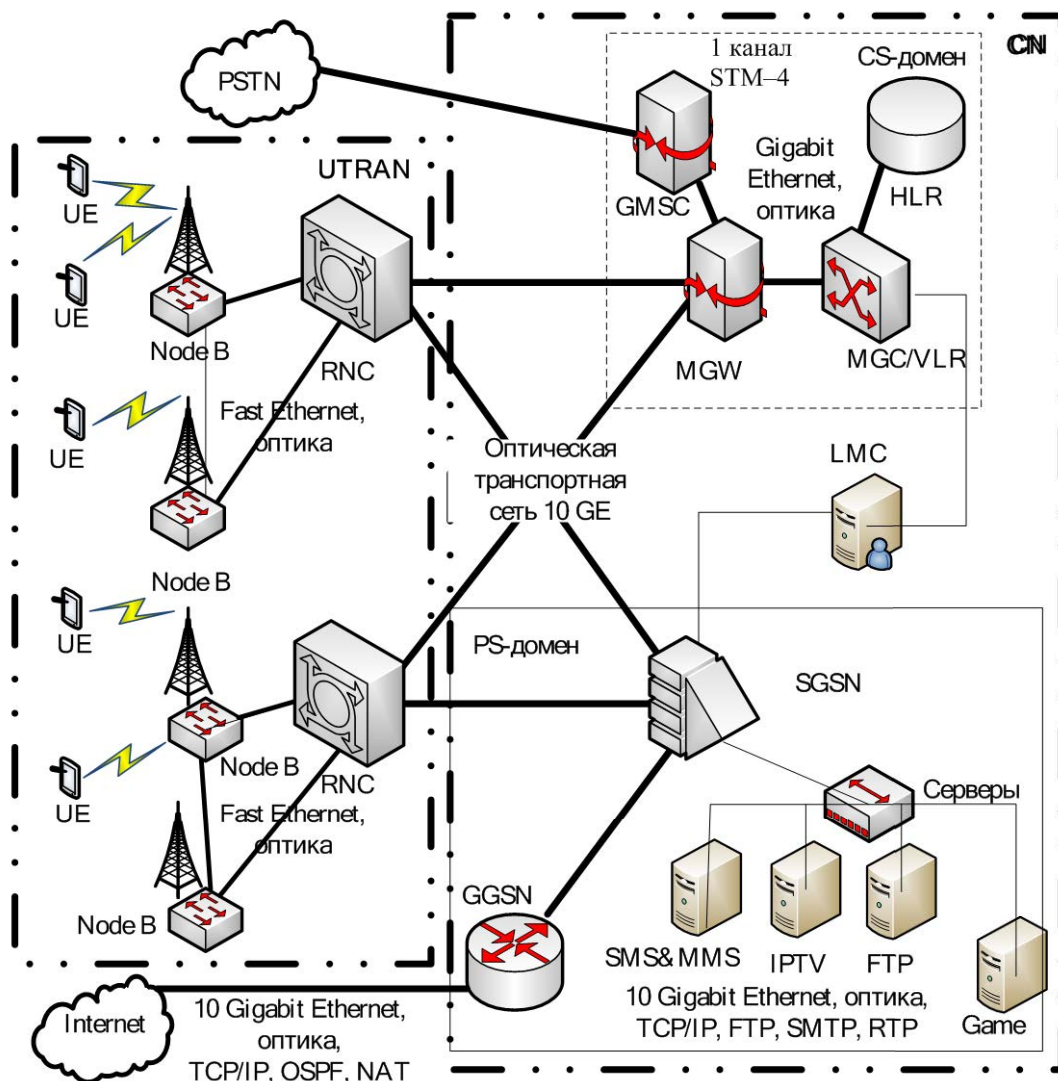 CN
1 канал
STM–4
CS-домен
PSTN
UTRAN
Gigabit
Ethernet,
оптика
HLR
UE
GMSC
UE
Node B
RNC
MGW
MGC/VLR
Fast Ethernet,
оптика
UE
Оптическая
транспортная
сеть 10 GE
LMC
Node B
UE
PS-домен
SGSN
Node B
RNC
UE
Серверы
Fast Ethernet,
оптика
GGSN
Node B
SMS&MMS
IPTV
FTP
10 Gigabit Ethernet, оптика,
TCP/IP, FTP, SMTP, RTP
Game
Internet
10 Gigabit Ethernet,
оптика,
TCP/IP, OSPF, NAT